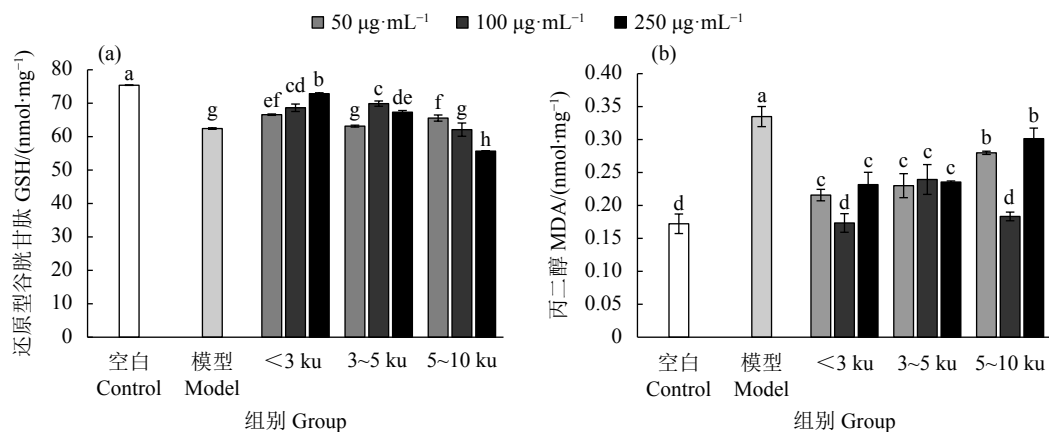 50 μg·mL⁻¹ 100 μg·mL⁻¹ 250 μg·mL⁻¹
(a)
还原型谷胱甘肽 GSH/(nmol·mg⁻¹)
80
70
60
50
40
30
20
10
0
a
g
ef cd b
g c de
f g h
空白 模型 <3 ku 3~5 ku 5~10 ku
Control Model
组别 Group
(b)
丙二醇 MDA/(nmol·mg⁻¹)
0.40
0.35
0.30
0.25
0.20
0.15
0.10
0.05
0
d
a
c d c
c c c
b d b
空白 模型 <3 ku 3~5 ku 5~10 ku
Control Model
组别 Group